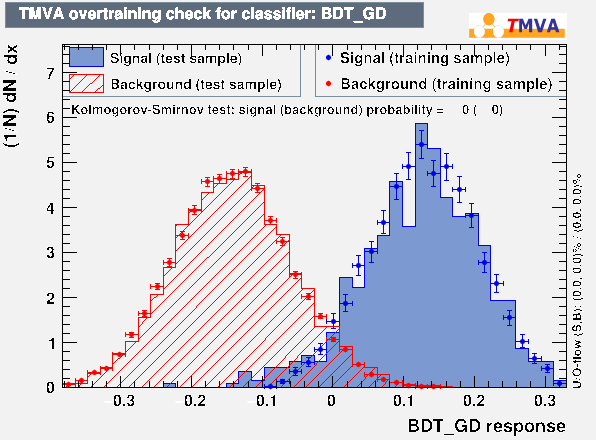 TMVA overtraining check for classifier: BDT_GD
TMVA
(1/N) dN / dx
Signal (test sample)
Signal (training sample)
Background (test sample)
Background (training sample)
Kolmogorov-Smirnov test: signal (background) probability = 0 ( 0)
7
6
5
4
3
2
1
0
-0.3 -0.2 -0.1 0 0.1 0.2 0.3
BDT_GD response
U/O-flow (S,B): (0.0, 0.0)% / (0.0, 0.0)%